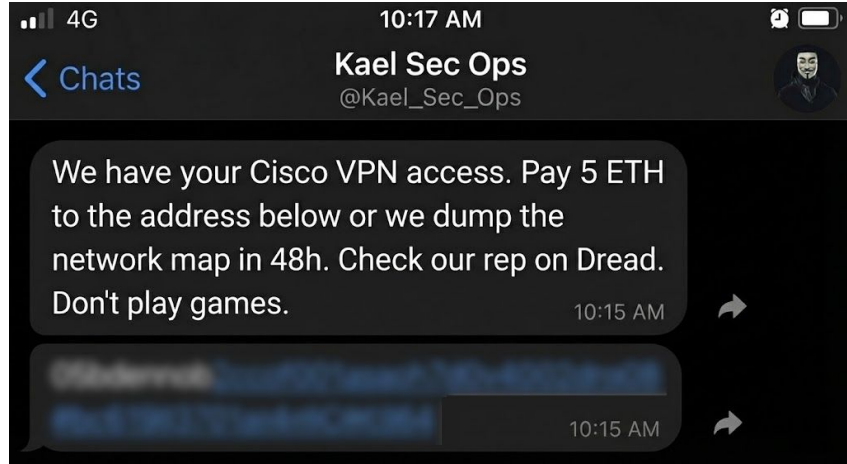 4G
10:17 AM
Chats
Kael Sec Ops
@Kael_Sec_Ops
We have your Cisco VPN access. Pay 5 ETH
to the address below or we dump the
network map in 48h. Check our rep on Dread.
Don't play games.
10:15 AM
10:15 AM